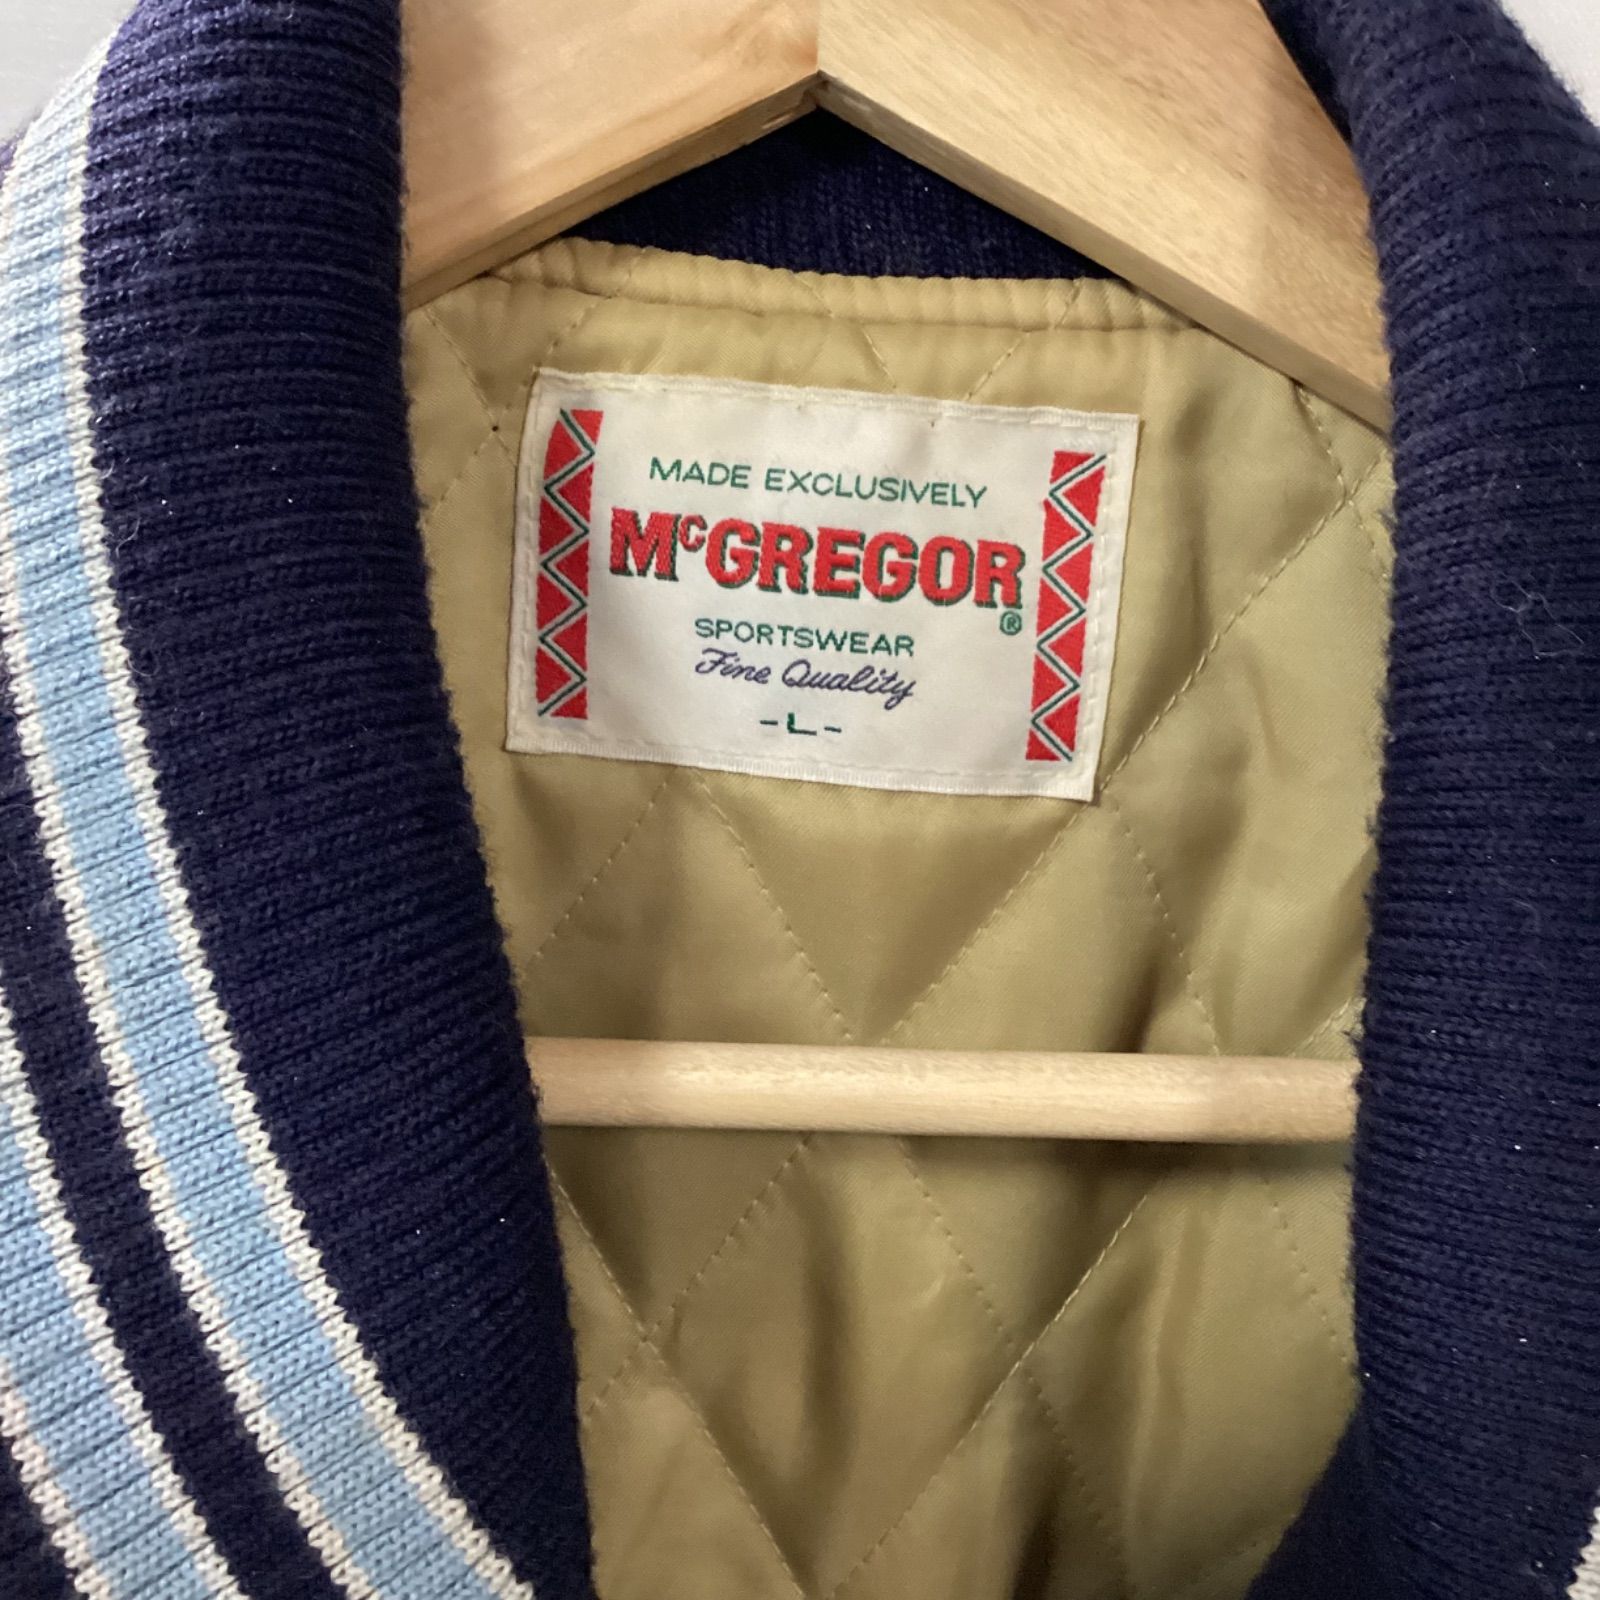 MADE EXCLUSIVELY
McGREGOR
®
SPORTSWEAR
Fine Quality
-L-